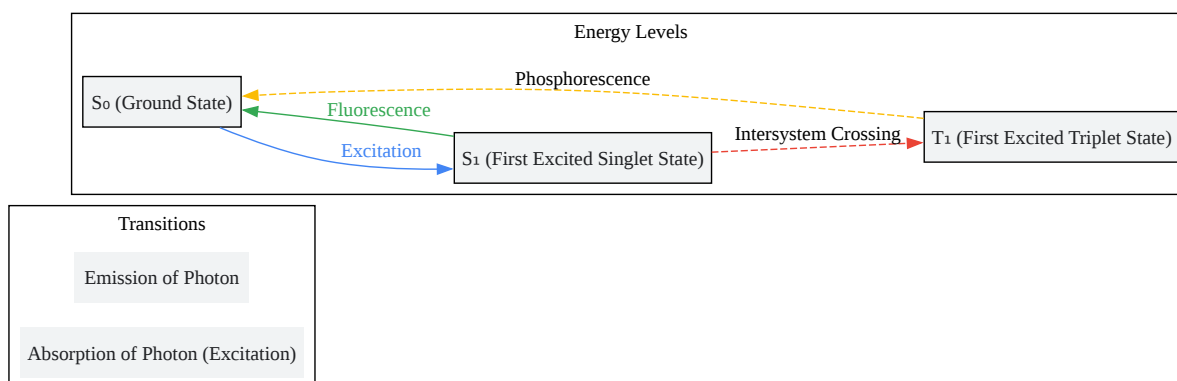 Energy Levels
S₀ (Ground State)
Phosphorescence
Fluorescence
Excitation
S₁ (First Excited Singlet State)
Intersystem Crossing
T₁ (First Excited Triplet State)
Transitions
Emission of Photon
Absorption of Photon (Excitation)